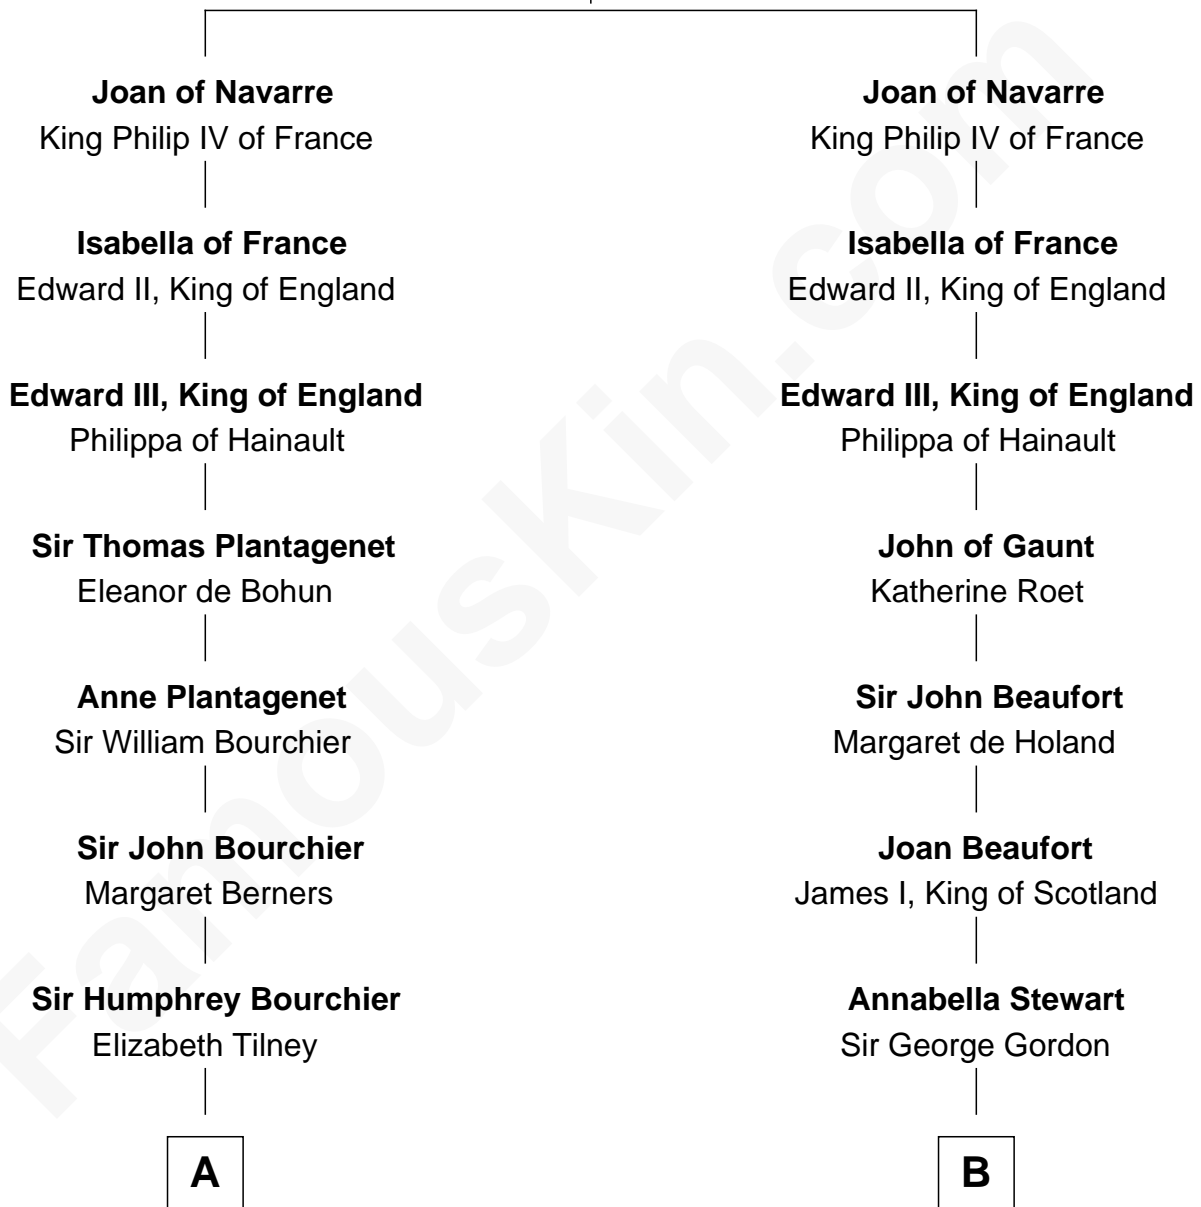 Joan of Navarre
King Philip IV of France
Isabella of France
Edward II, King of England
Edward III, King of England
Philippa of Hainault
Sir Thomas Plantagenet
Eleanor de Bohun
Anne Plantagenet
Sir William Bourchier
Sir John Bourchier
Margaret Berners
Sir Humphrey Bourchier
Elizabeth Tilney
A
Joan of Navarre
King Philip IV of France
Isabella of France
Edward II, King of England
Edward III, King of England
Philippa of Hainault
John of Gaunt
Katherine Roet
Sir John Beaufort
Margaret de Holand
Joan Beaufort
James I, King of Scotland
Annabella Stewart
Sir George Gordon
B
FamousKin.com